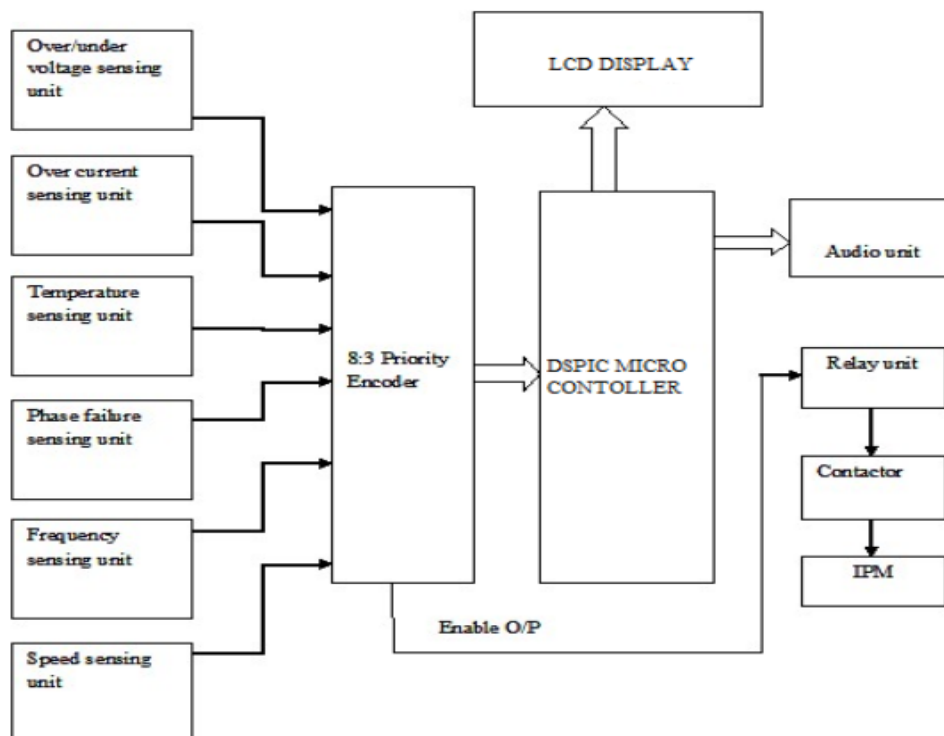 Over/under
voltage sensing
unit
Over current
sensing unit
Temperature
sensing unit
Phase failure
sensing unit
Frequency
sensing unit
Speed sensing
unit
8:3 Priority
Encoder
Enable O/P
LCD DISPLAY
DSPIC MICRO
CONTOLLER
Audio unit
Relay unit
Contactor
IPM